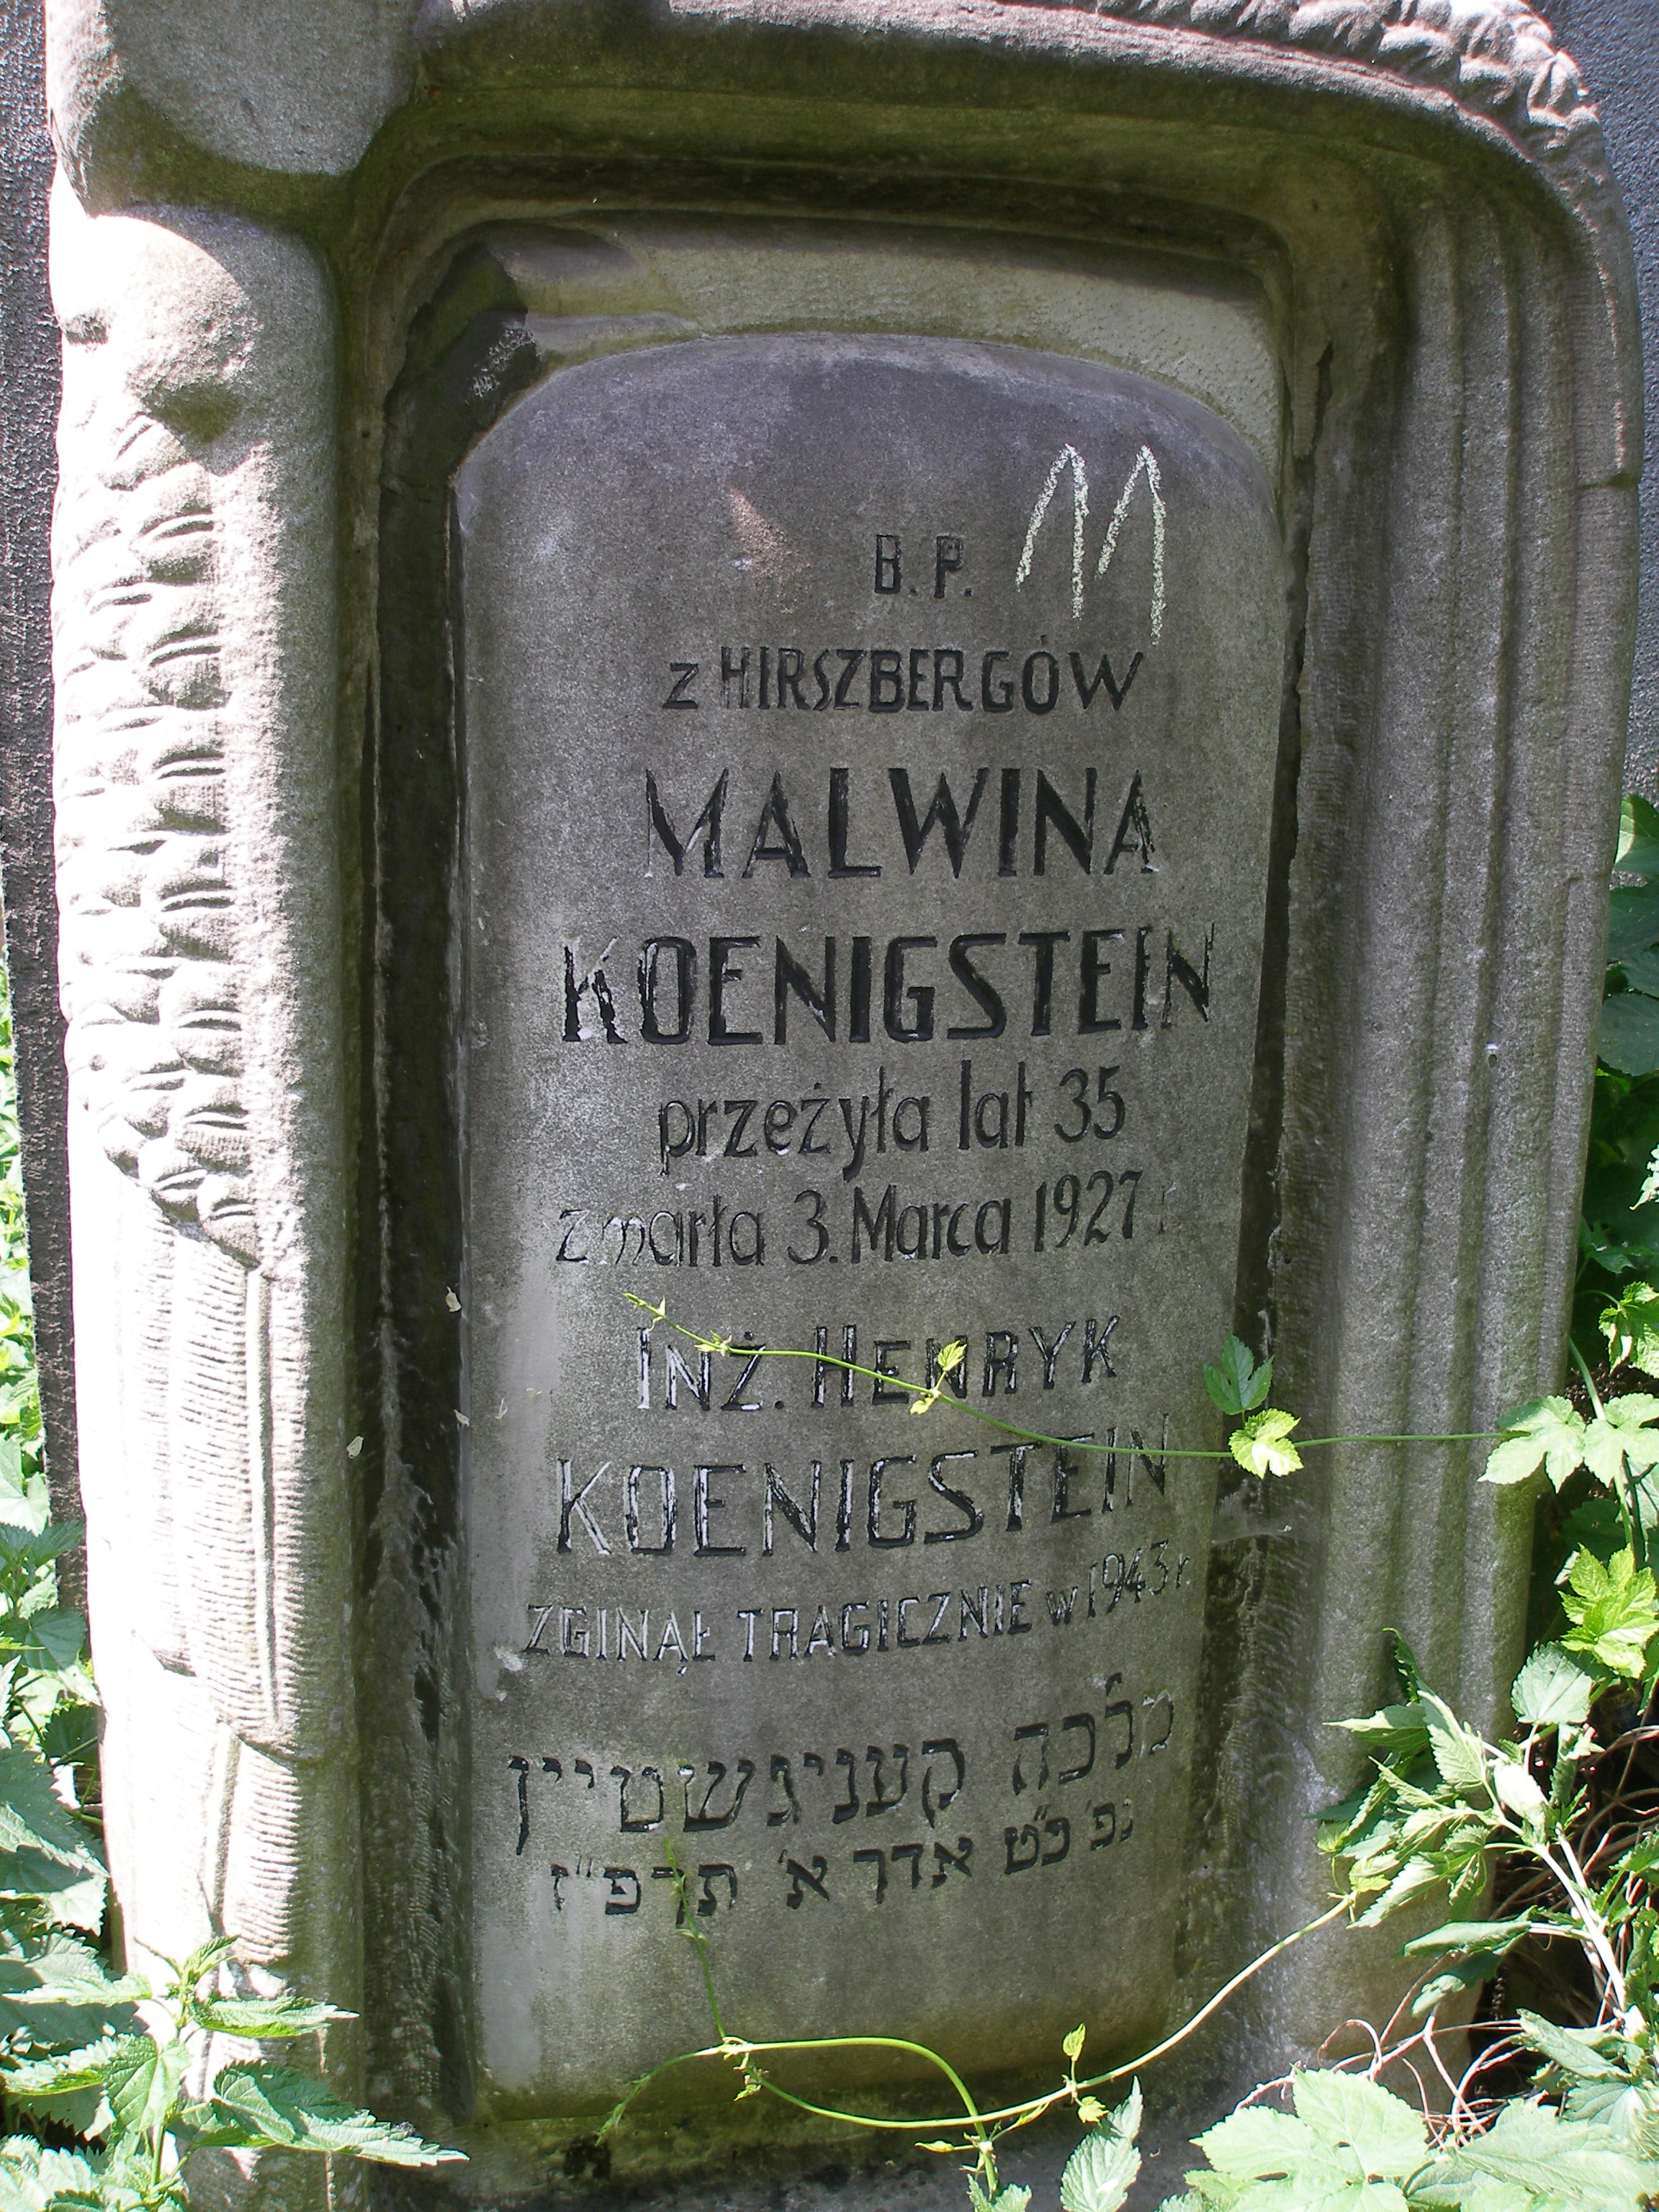 11
B. P.
z HIRSZBERGÓW
MALWINA
KOENIGSTEIN
przeżyła lat 35
zmarła 3. Marca 1927 r
INŻ. HENRYK
KOENIGSTEIN
ZGINĄŁ TRAGICZNIE w 1943 r
מלכה קעניגשטיין
נפ' כ"ט אדר א' תרפ"ז